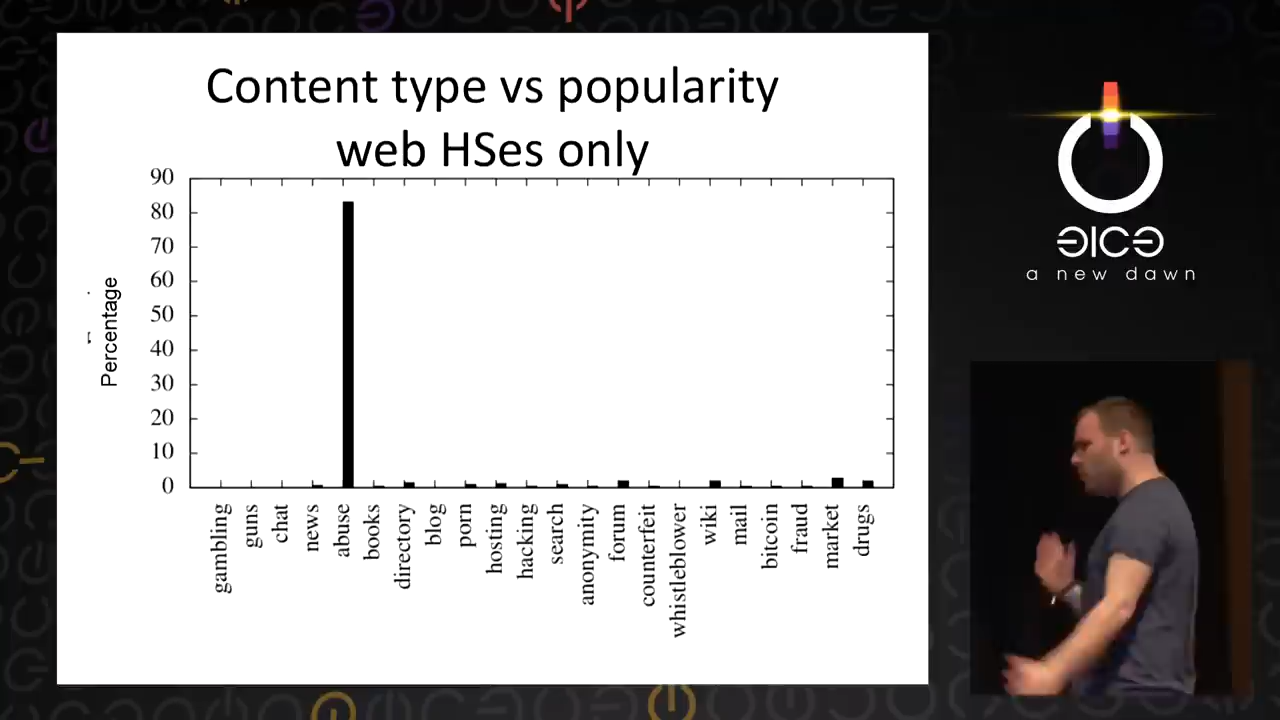 Content type vs popularity
web HSes only
90
80
70
60
50
40
30
20
10
0
Percentage
gambling
guns
chat
news
abuse
books
directory
blog
porn
hosting
hacking
search
anonymity
forum
counterfeit
whistleblower
wiki
mail
bitcoin
fraud
market
drugs
a new dawn